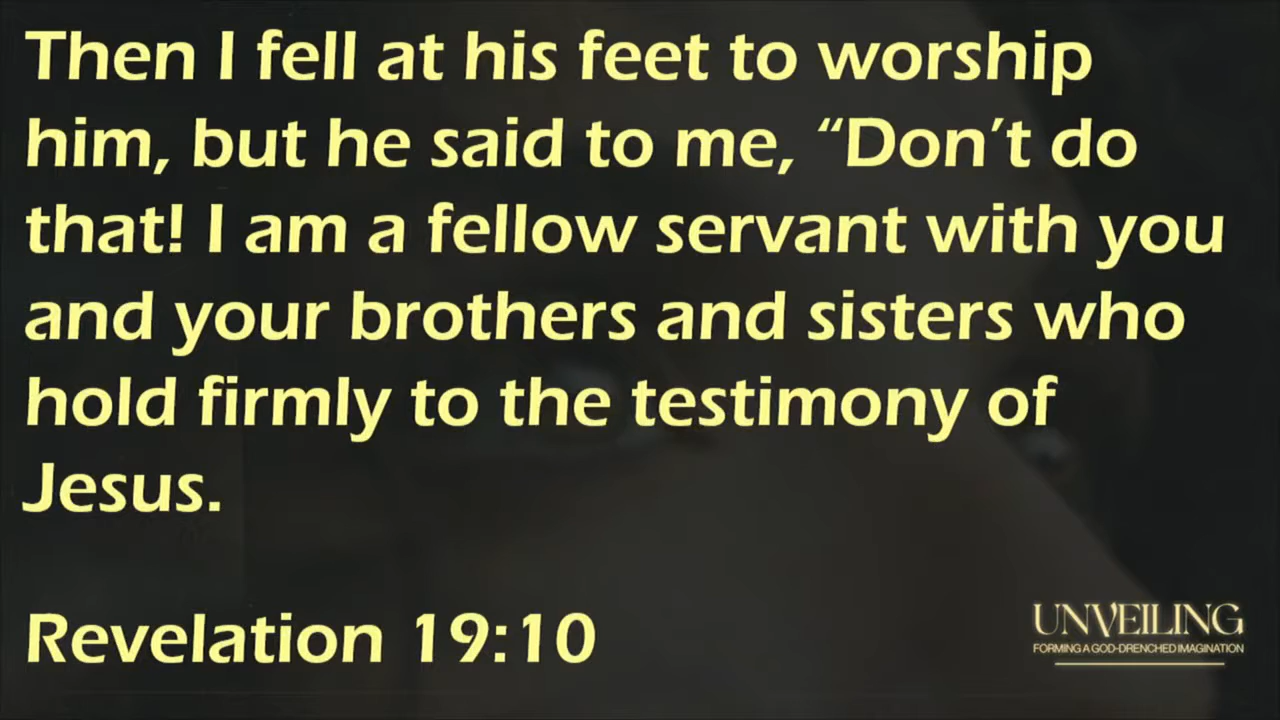 Then I fell at his feet to worship
him, but he said to me, “Don’t do
that! I am a fellow servant with you
and your brothers and sisters who
hold firmly to the testimony of
Jesus.
Revelation 19:10
UNVEILING
FORMING A GOD-DRENCHED IMAGINATION